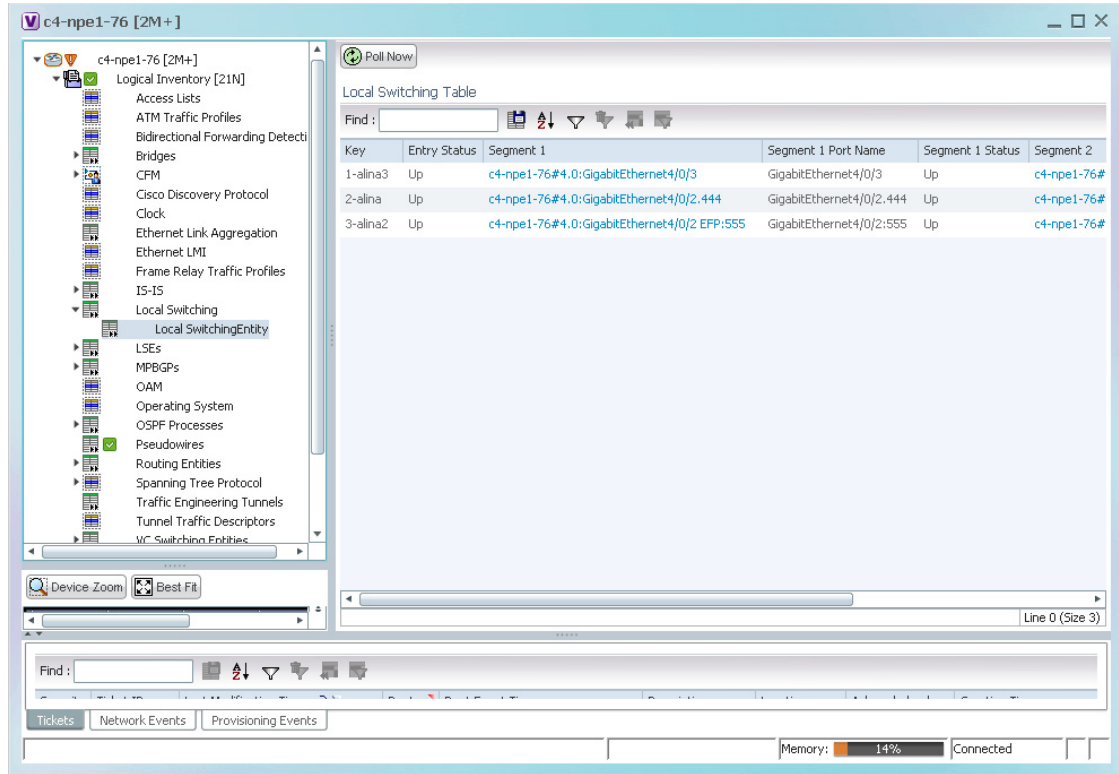 c4-npe1-76 [2M+]
c4-npe1-76 [2M+]
Logical Inventory [21N]
Access Lists
ATM Traffic Profiles
Bidirectional Forwarding Detecti
Bridges
CFM
Cisco Discovery Protocol
Clock
Ethernet Link Aggregation
Ethernet LMI
Frame Relay Traffic Profiles
IS-IS
Local Switching
Local SwitchingEntity
LSEs
MPBGPs
OAM
Operating System
OSPF Processes
Pseudowires
Routing Entities
Spanning Tree Protocol
Traffic Engineering Tunnels
Tunnel Traffic Descriptors
VC Switching Entities
Device Zoom Best Fit
Poll Now
Local Switching Table
Find :
Key Entry Status Segment 1 Segment 1 Port Name Segment 1 Status Segment 2
1-alina3 Up c4-npe1-76#4.0:GigabitEthernet4/0/3 GigabitEthernet4/0/3 Up c4-npe1-76#
2-alina Up c4-npe1-76#4.0:GigabitEthernet4/0/2.444 GigabitEthernet4/0/2.444 Up c4-npe1-76#
3-alina2 Up c4-npe1-76#4.0:GigabitEthernet4/0/2 EFP:555 GigabitEthernet4/0/2:555 Up c4-npe1-76#
Line 0 (Size 3)
Find :
Tickets Network Events Provisioning Events
Memory: 14% Connected